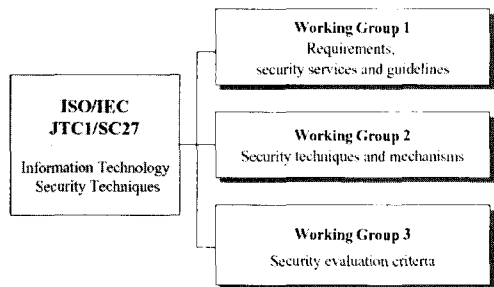 ISO/IEC
JTC1/SC27
Information Technology
Security Techniques
Working Group 1
Requirements,
security services and guidelines
Working Group 2
Security techniques and mechanisms
Working Group 3
Security evaluation criteria